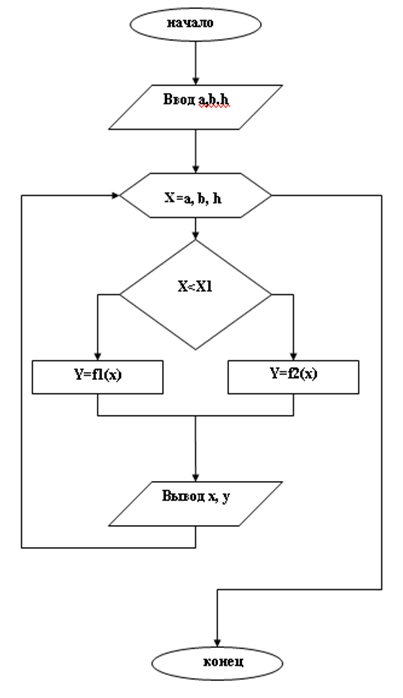 начало
Ввод a,b,h
X=a, b, h
X<X1
Y=f1(x)
Y=f2(x)
Вывод x, y
конец